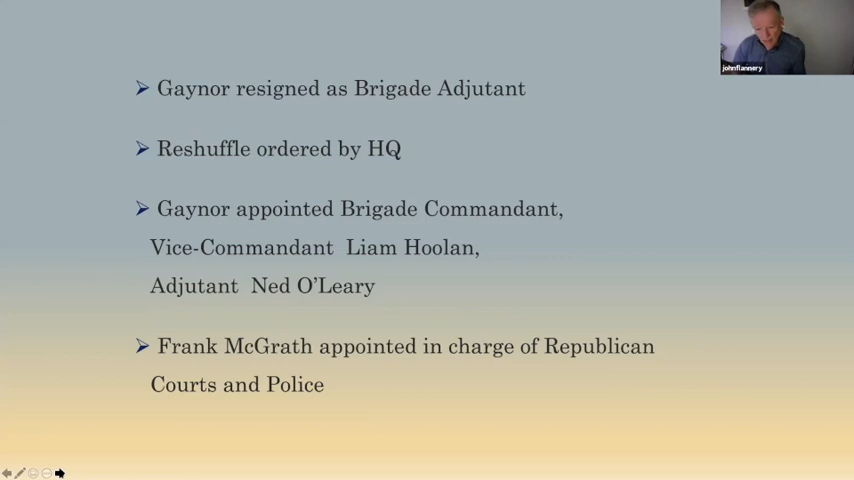 johnflannery
➢ Gaynor resigned as Brigade Adjutant
➢ Reshuffle ordered by HQ
➢ Gaynor appointed Brigade Commandant,
Vice-Commandant Liam Hoolan,
Adjutant Ned O’Leary
➢ Frank McGrath appointed in charge of Republican
Courts and Police